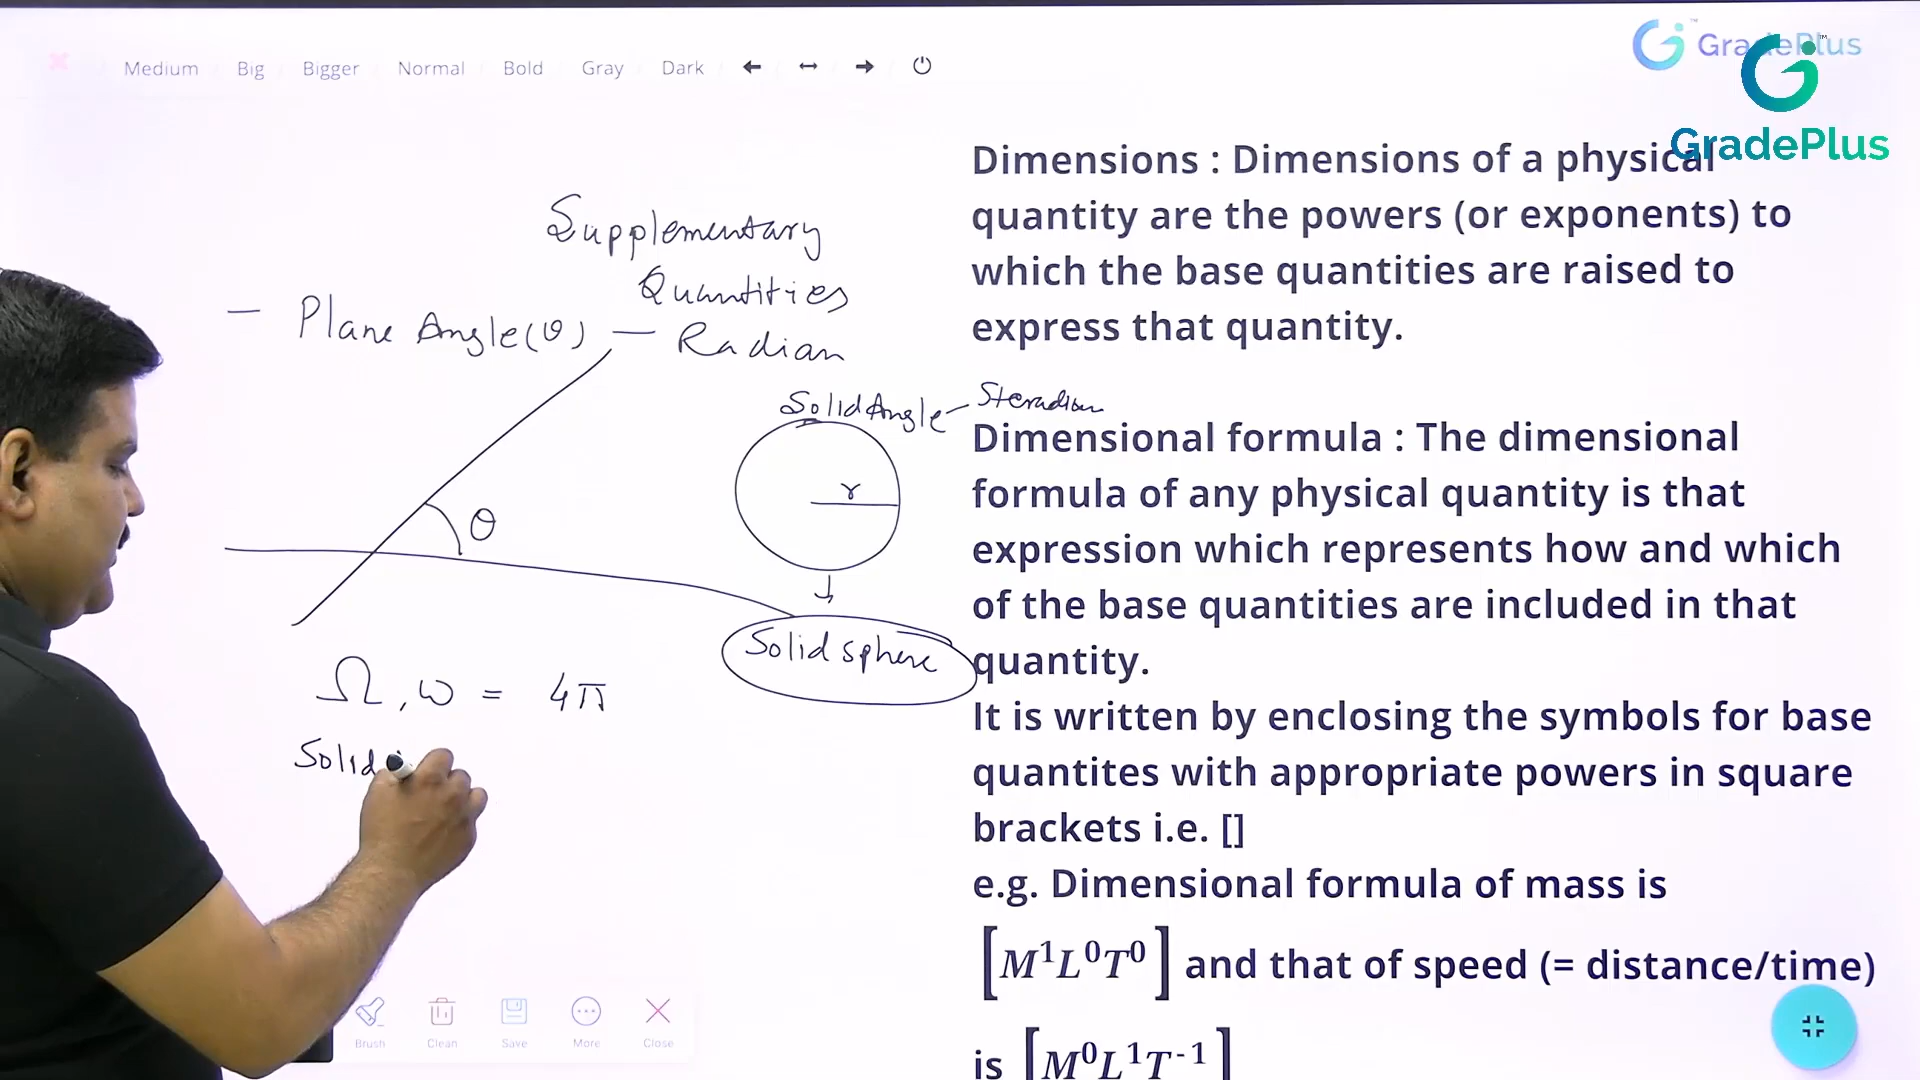 Medium / Big / Bigger / Normal / Bold / Gray / Dark
GradePlus
GradePlus
Supplementary
Quantities
— Plane Angle(θ) — Radian
Solid Angle — Steradian
r
θ
Solid sphere
Ω, ω = 4π
Solid
Dimensions : Dimensions of a physical
quantity are the powers (or exponents) to
which the base quantities are raised to
express that quantity.
Dimensional formula : The dimensional
formula of any physical quantity is that
expression which represents how and which
of the base quantities are included in that
quantity.
It is written by enclosing the symbols for base
quantites with appropriate powers in square
brackets i.e. []
e.g. Dimensional formula of mass is
[M¹L⁰T⁰] and that of speed (= distance/time)
is [M⁰L¹T⁻¹]
Brush Clean Save More Close